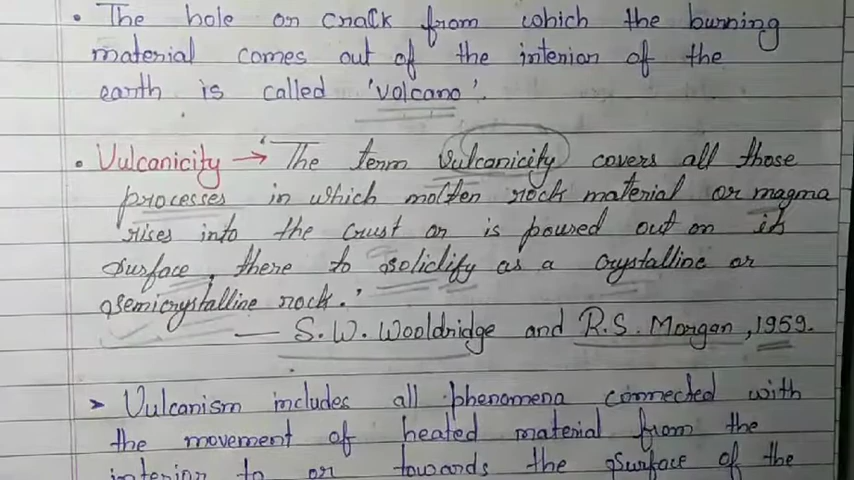 • The hole or crack from which the burning
material comes out of the interior of the
earth is called 'volcano'.
• Vulcanicity → 'The term Vulcanicity covers all those
processes in which molten rock material or magma
rises into the crust or is poured out on its
surface, there to solidify as a crystalline or
semicrystalline rock.'
— S.W. Wooldridge and R.S. Morgan, 1959.
➤ Vulcanism includes all phenomena connected with
the movement of heated material from the
interior to or towards the surface of the